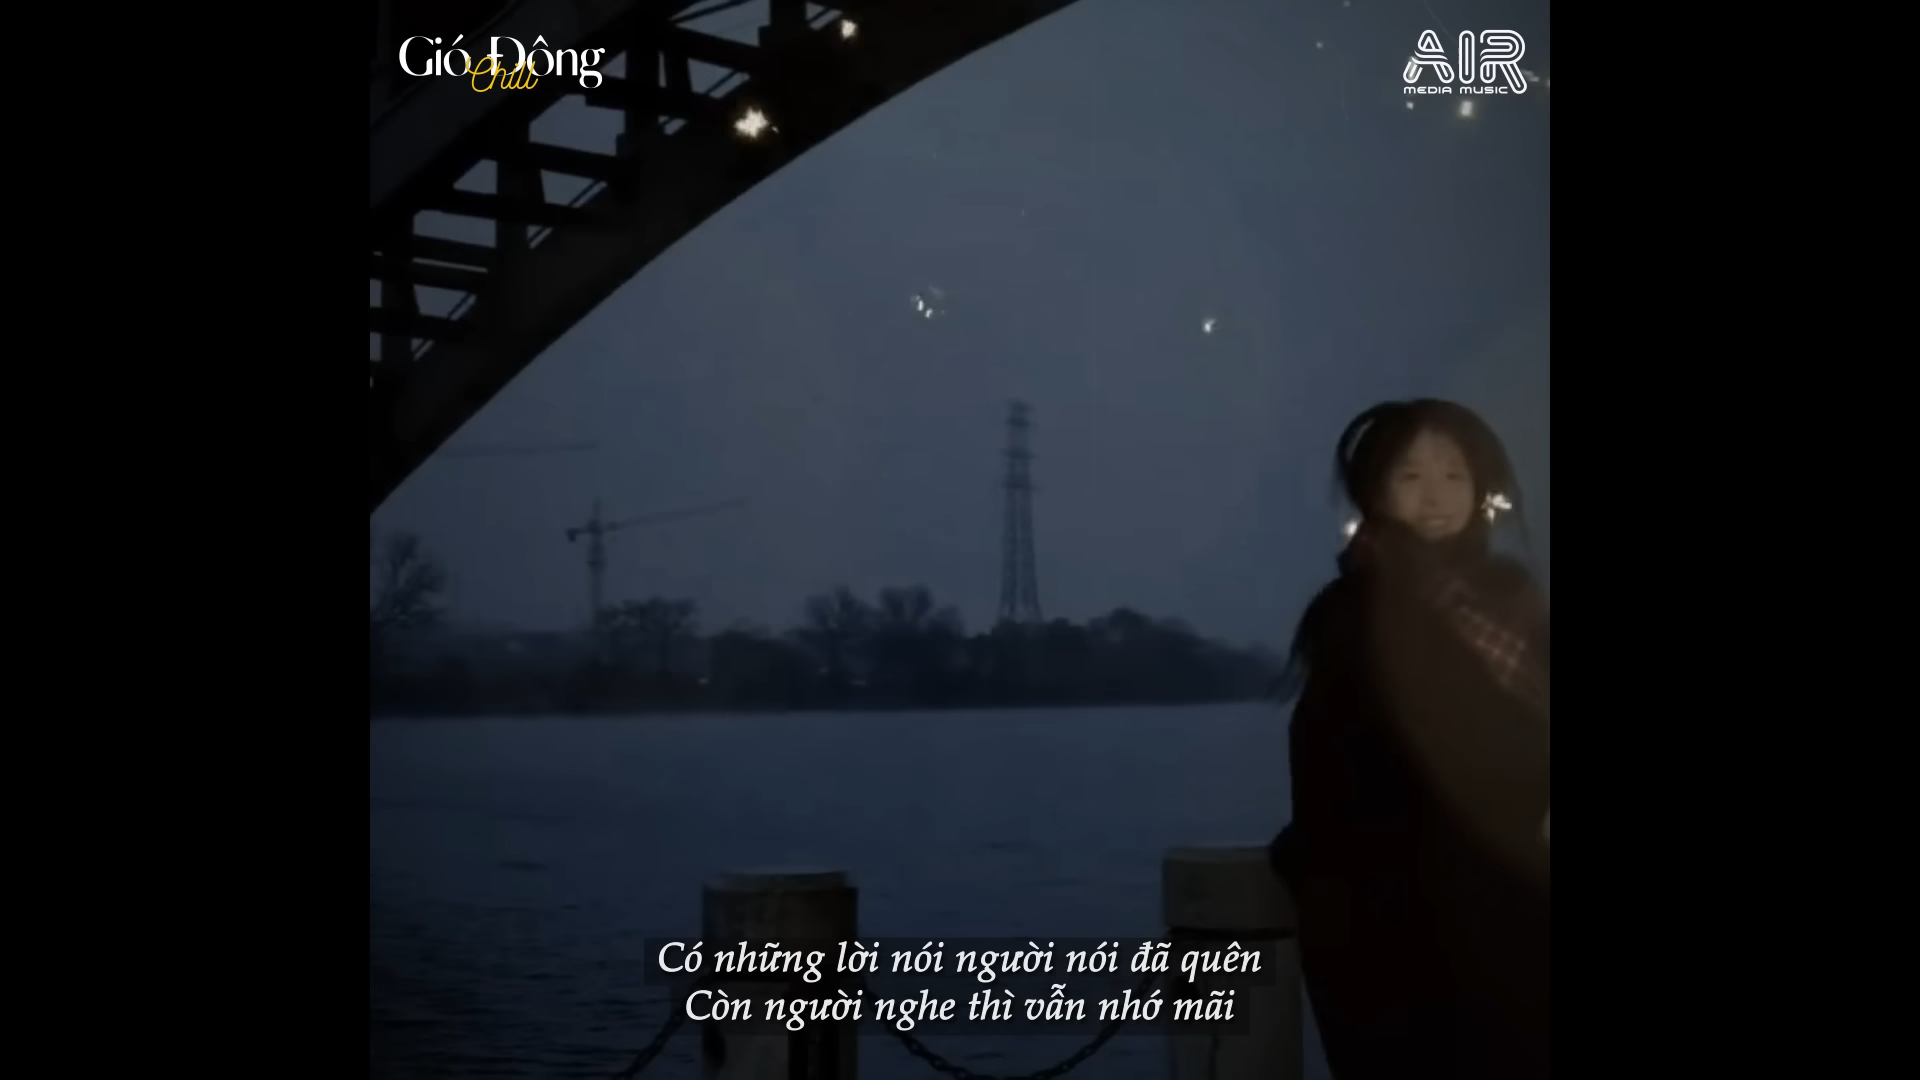 Gió Đông
Chill
AIR
MEDIA MUSIC
Có những lời nói người nói đã quên
Còn người nghe thì vẫn nhớ mãi